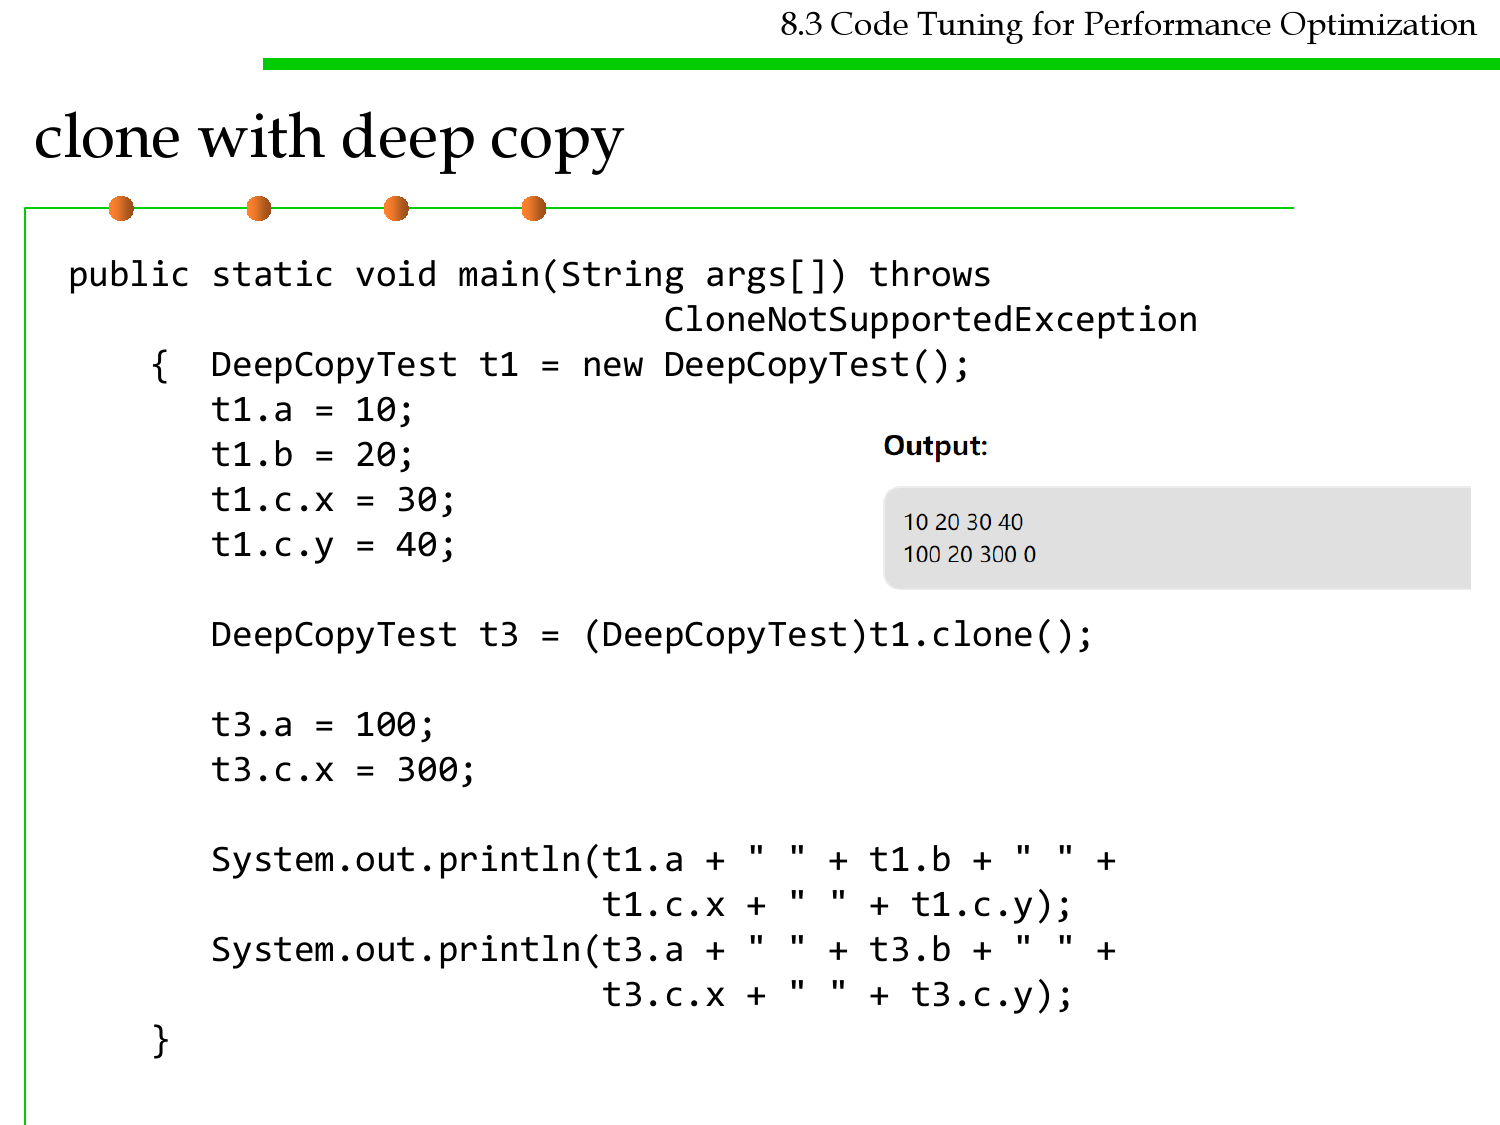 8.3 Code Tuning for Performance Optimization
clone with deep copy
public static void main(String args[]) throws
CloneNotSupportedException
{ DeepCopyTest t1 = new DeepCopyTest();
t1.a = 10;
t1.b = 20;
t1.c.x = 30;
t1.c.y = 40;
Output:
10 20 30 40
100 20 300 0
DeepCopyTest t3 = (DeepCopyTest)t1.clone();
t3.a = 100;
t3.c.x = 300;
System.out.println(t1.a + " " + t1.b + " " +
t1.c.x + " " + t1.c.y);
System.out.println(t3.a + " " + t3.b + " " +
t3.c.x + " " + t3.c.y);
}